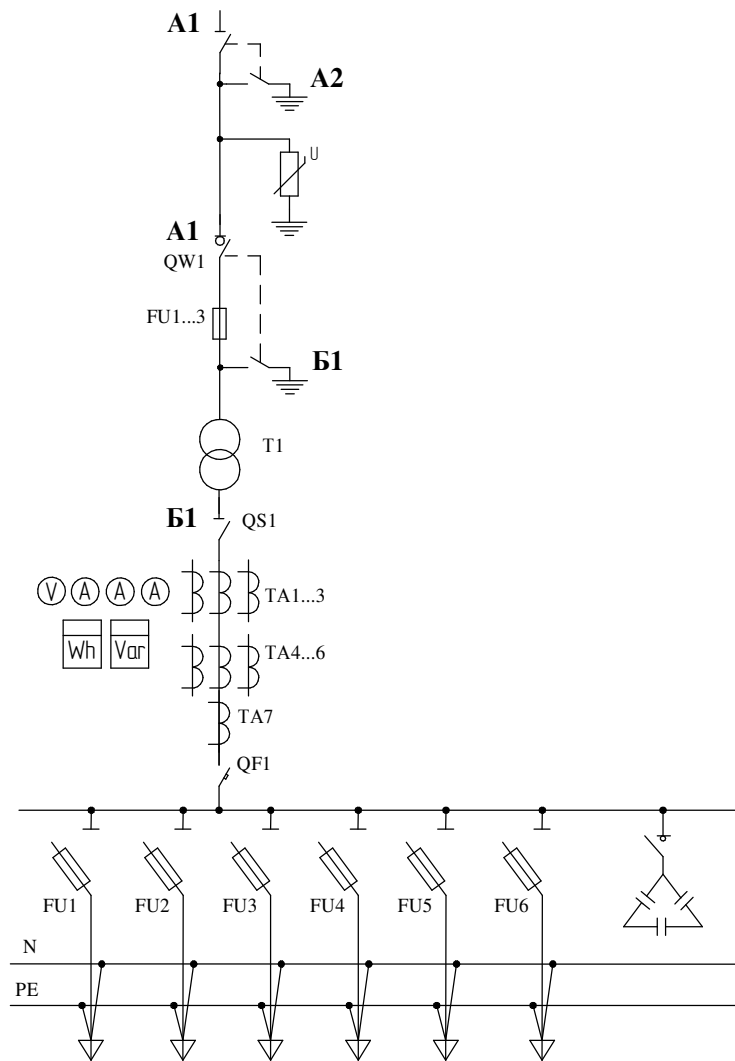 А1
А2
U
А1
QW1
FU1...3
Б1
T1
Б1
QS1
V A A A
TA1...3
Wh Var
TA4...6
TA7
QF1
FU1 FU2 FU3 FU4 FU5 FU6
N
PE